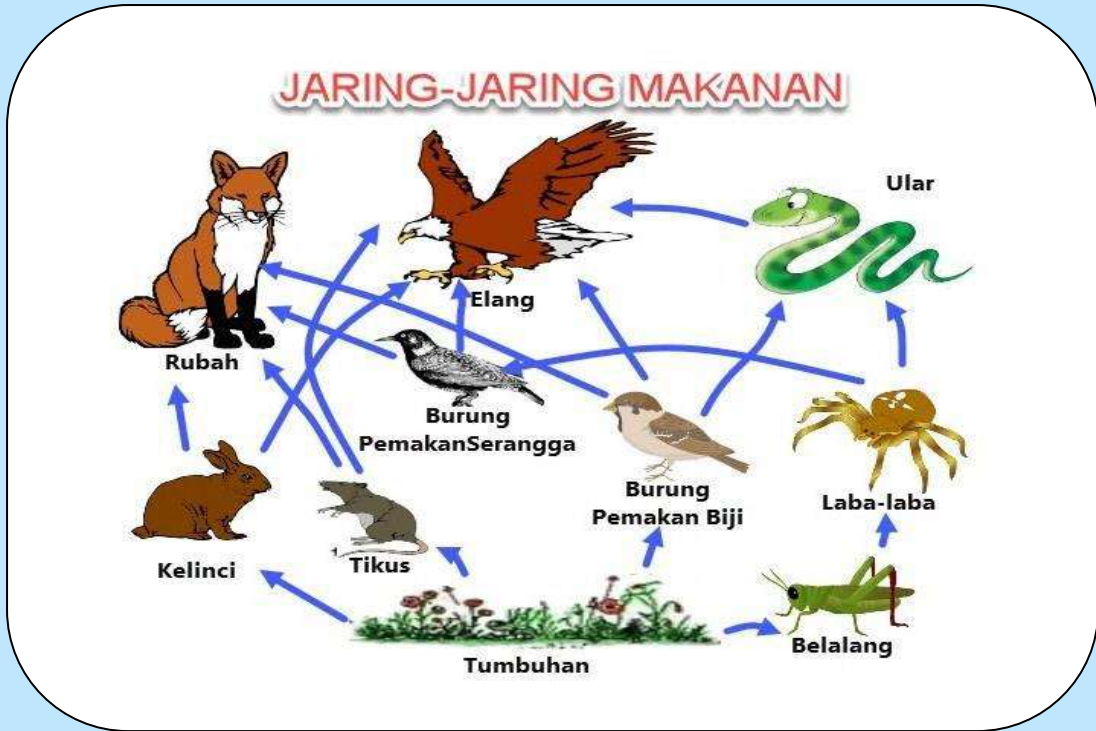 JARING-JARING MAKANAN
Ular
Elang
Rubah
Burung
PemakanSerangga
Burung
Pemakan Biji
Laba-laba
Kelinci
Tikus
Belalang
Tumbuhan